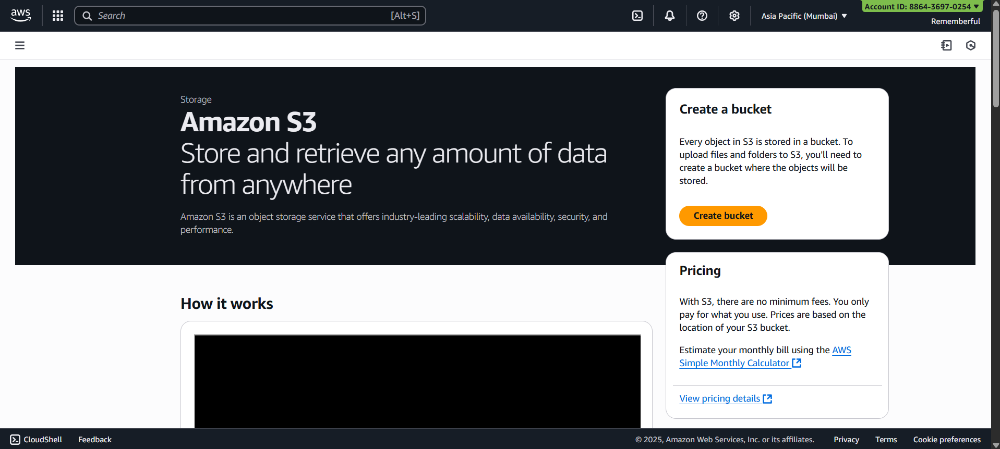 aws
Search
[Alt+S]
Asia Pacific (Mumbai)
Account ID: 8864-3697-0254
Rememberful
Storage
Amazon S3
Store and retrieve any amount of data
from anywhere
Amazon S3 is an object storage service that offers industry-leading scalability, data availability, security, and
performance.
Create a bucket
Every object in S3 is stored in a bucket. To
upload files and folders to S3, you'll need to
create a bucket where the objects will be
stored.
Create bucket
Pricing
With S3, there are no minimum fees. You only
pay for what you use. Prices are based on the
location of your S3 bucket.
Estimate your monthly bill using the AWS
Simple Monthly Calculator
View pricing details
How it works
CloudShell
Feedback
© 2025, Amazon Web Services, Inc. or its affiliates.
Privacy
Terms
Cookie preferences